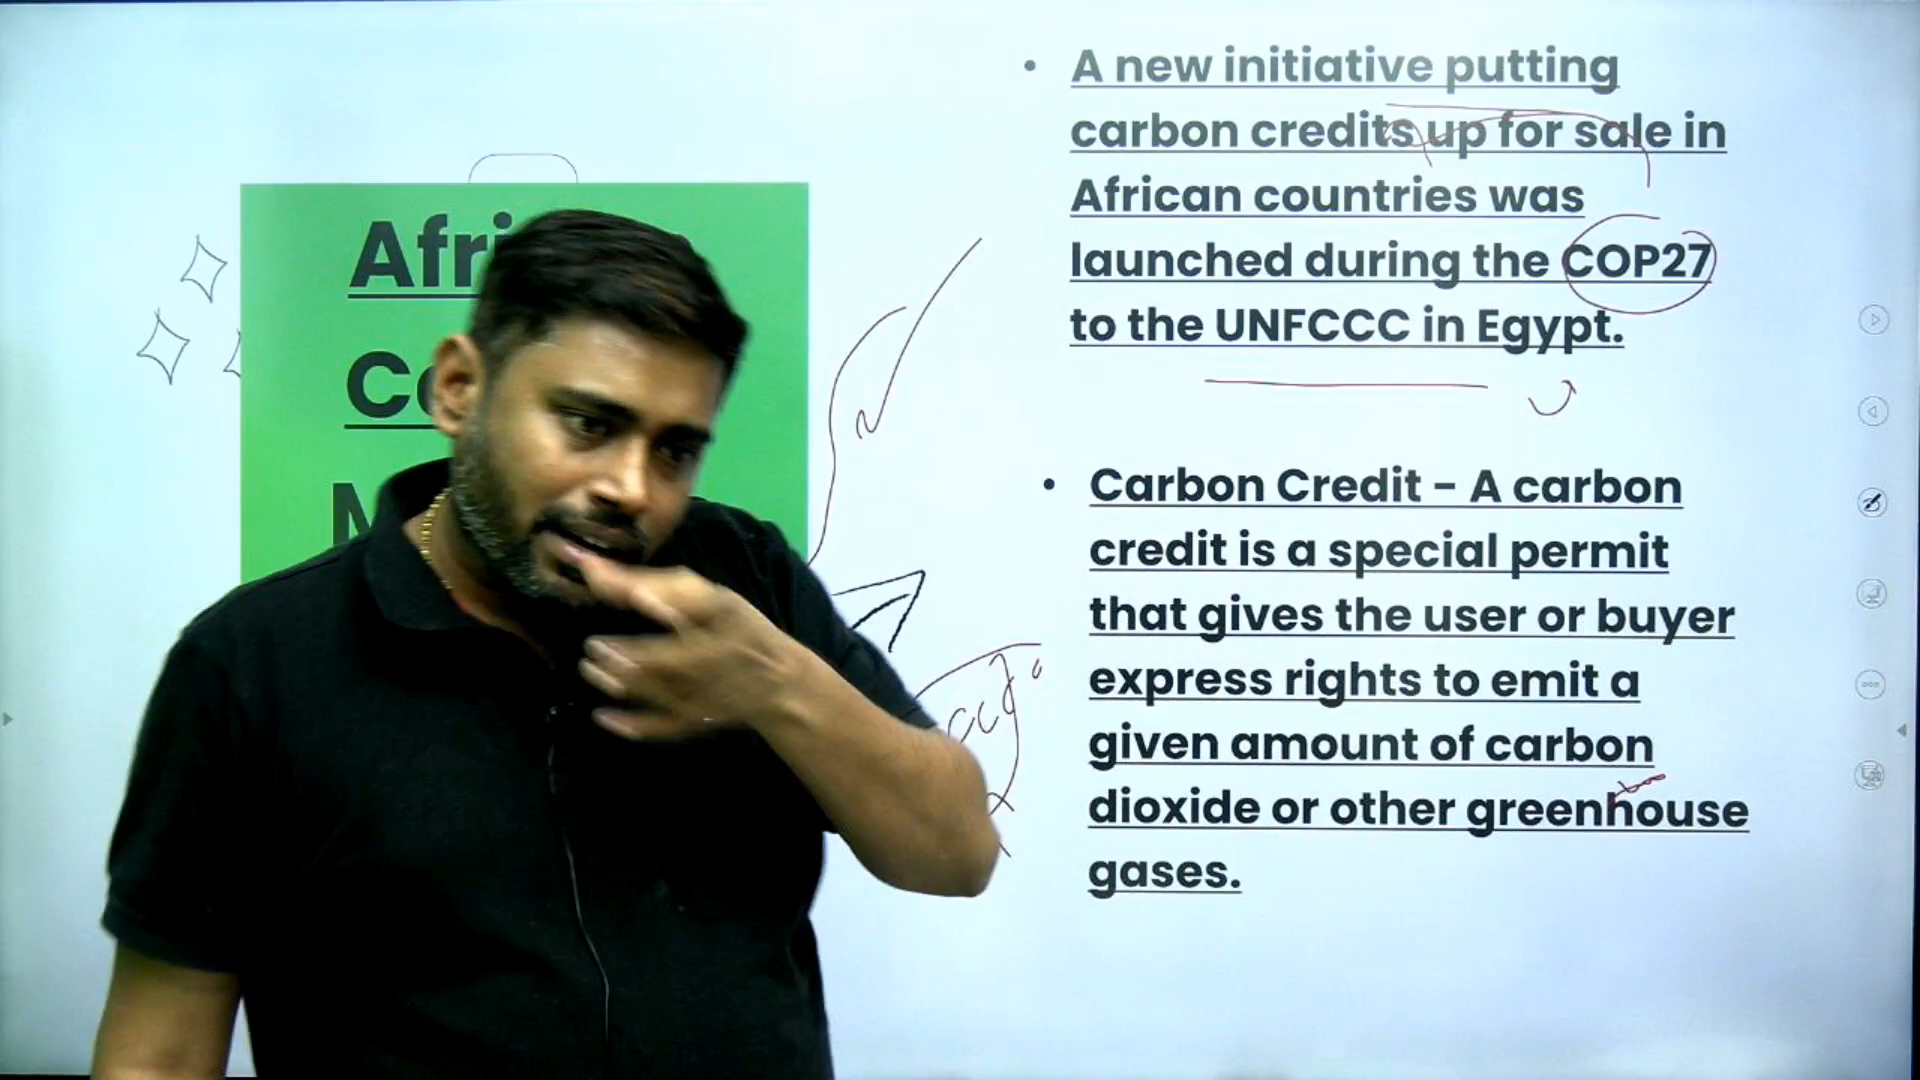 A new initiative putting
carbon credits up for sale in
African countries was
launched during the COP27
to the UNFCCC in Egypt.
Carbon Credit - A carbon
credit is a special permit
that gives the user or buyer
express rights to emit a
given amount of carbon
dioxide or other greenhouse
gases.